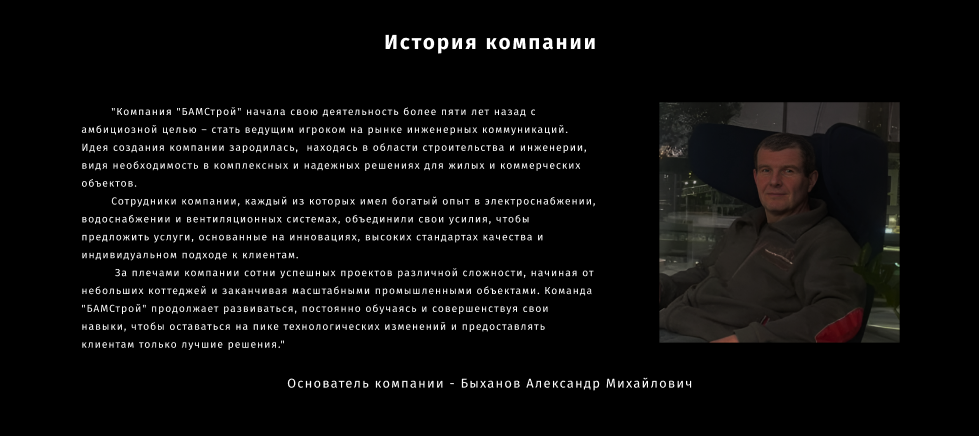 История компании
"Компания "БАМСтрой" начала свою деятельность более пяти лет назад с
амбициозной целью – стать ведущим игроком на рынке инженерных коммуникаций.
Идея создания компании зародилась,  находясь в области строительства и инженерии,
видя необходимость в комплексных и надежных решениях для жилых и коммерческих
объектов.
Сотрудники компании, каждый из которых имел богатый опыт в электроснабжении,
водоснабжении и вентиляционных системах, объединили свои усилия, чтобы
предложить услуги, основанные на инновациях, высоких стандартах качества и
индивидуальном подходе к клиентам.
За плечами компании сотни успешных проектов различной сложности, начиная от
небольших коттеджей и заканчивая масштабными промышленными объектами. Команда
"БАМСтрой" продолжает развиваться, постоянно обучаясь и совершенствуя свои
навыки, чтобы оставаться на пике технологических изменений и предоставлять
клиентам только лучшие решения."
Основатель компании - Быханов Александр Михайлович